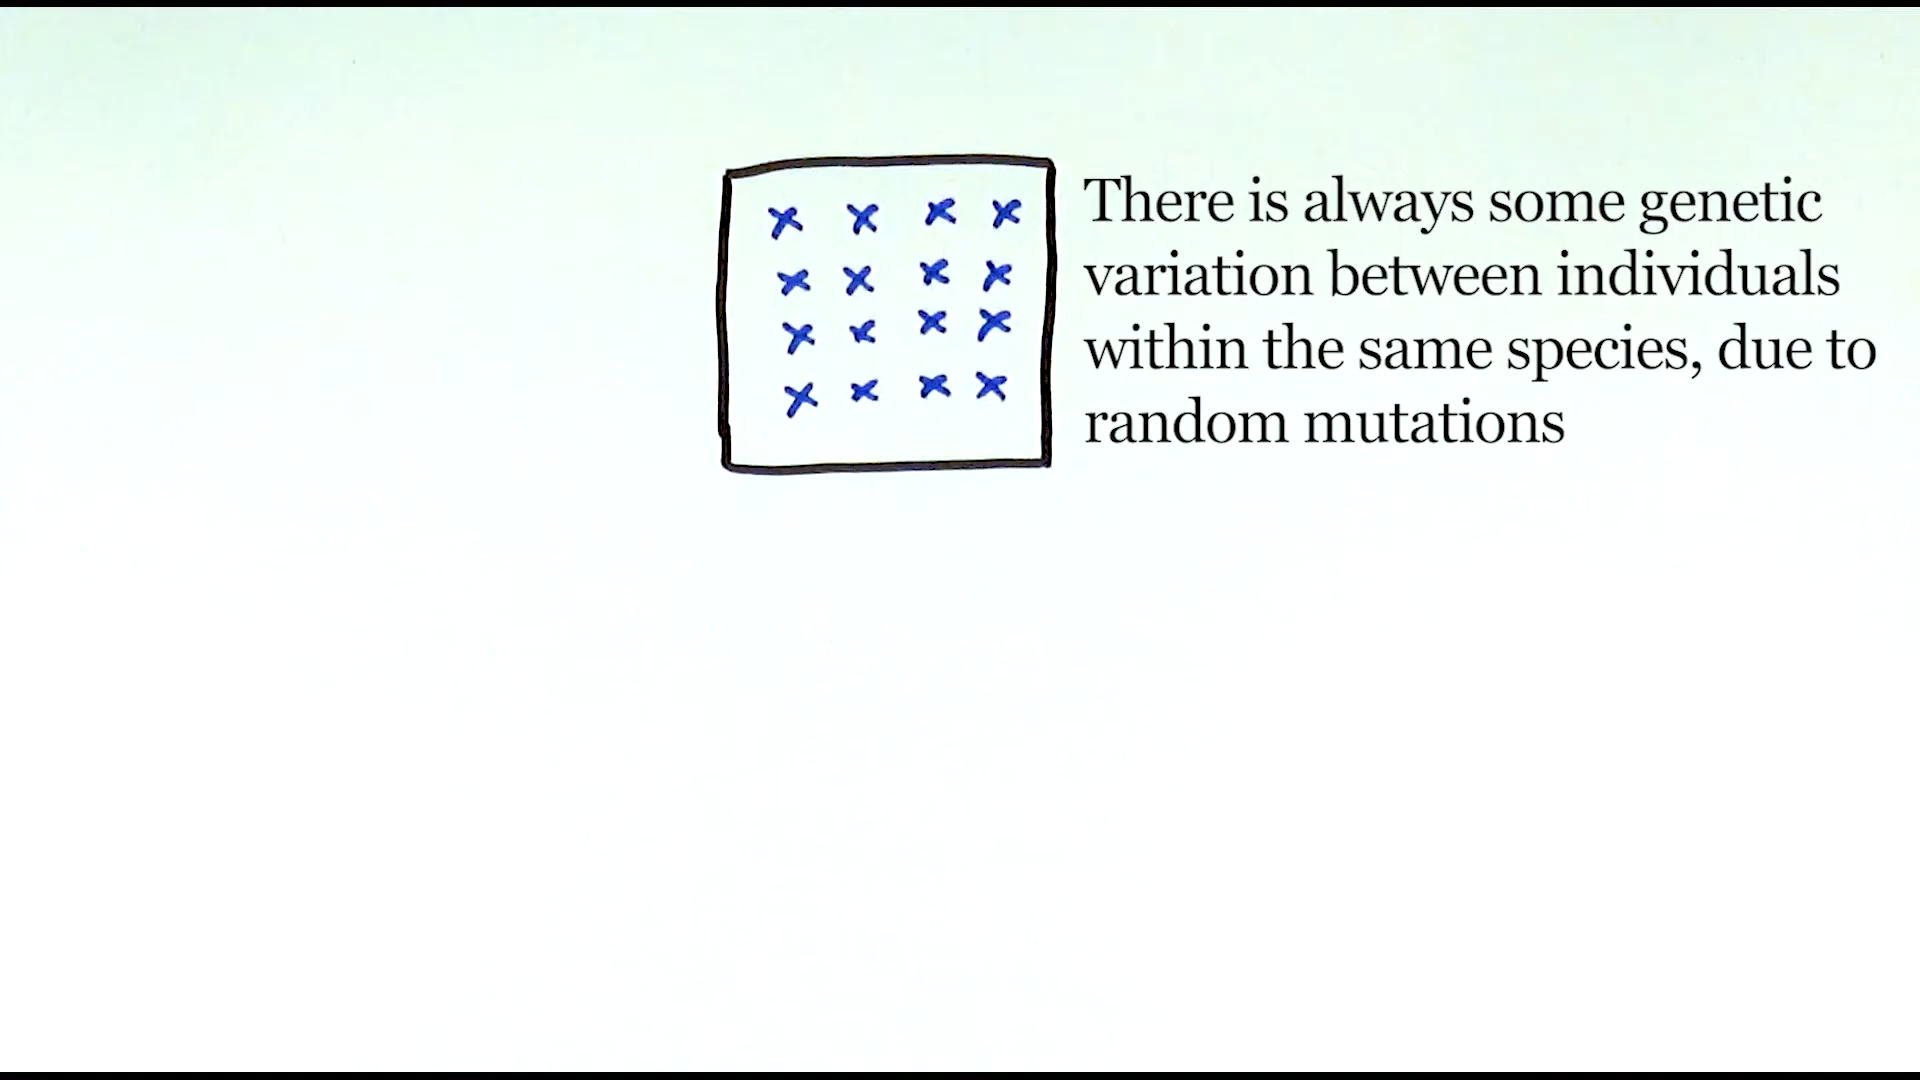 There is always some genetic
variation between individuals
within the same species, due to
random mutations